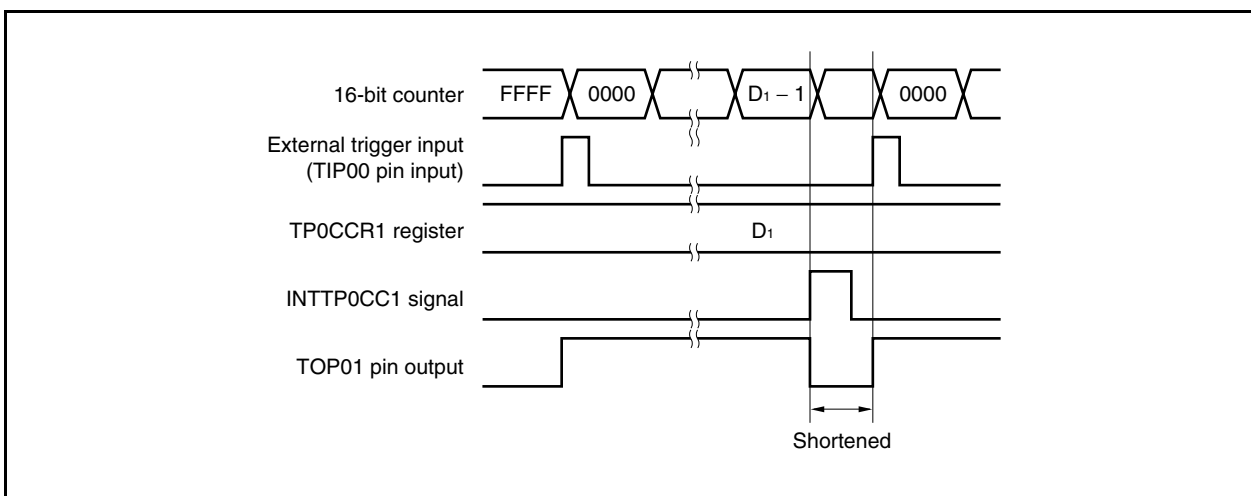 16-bit counter FFFF 0000 D1 – 1 0000
External trigger input
(TIP00 pin input)
TP0CCR1 register D1
INTTP0CC1 signal
TOP01 pin output
Shortened